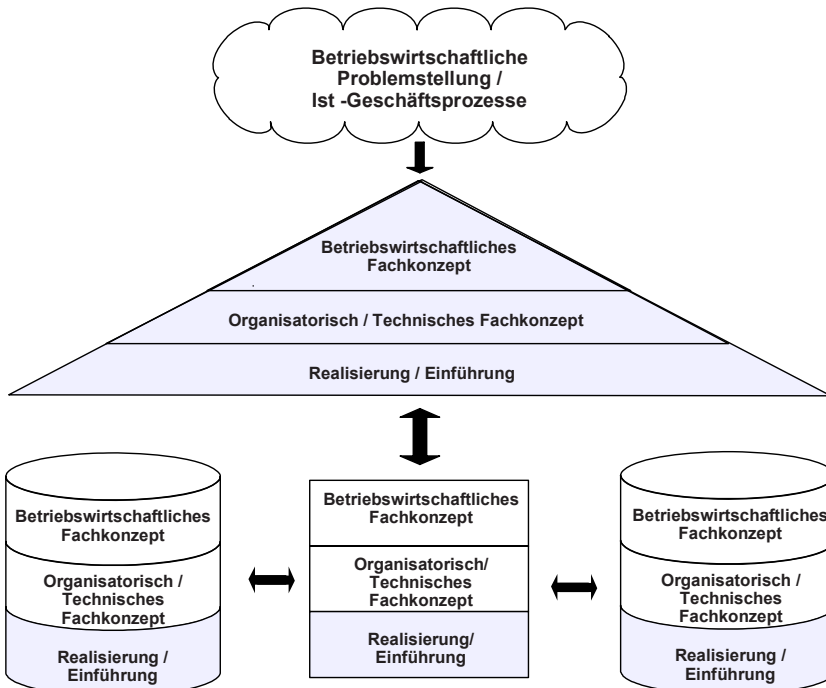 Betriebswirtschaftliche
Problemstellung /
Ist -Geschäftsprozesse
Betriebswirtschaftliches
Fachkonzept
Organisatorisch / Technisches Fachkonzept
Realisierung / Einführung
Betriebswirtschaftliches
Fachkonzept
Organisatorisch /
Technisches
Fachkonzept
Realisierung /
Einführung
Betriebswirtschaftliches
Fachkonzept
Organisatorisch/
Technisches
Fachkonzept
Realisierung/
Einführung
Betriebswirtschaftliches
Fachkonzept
Organisatorisch /
Technisches
Fachkonzept
Realisierung /
Einführung